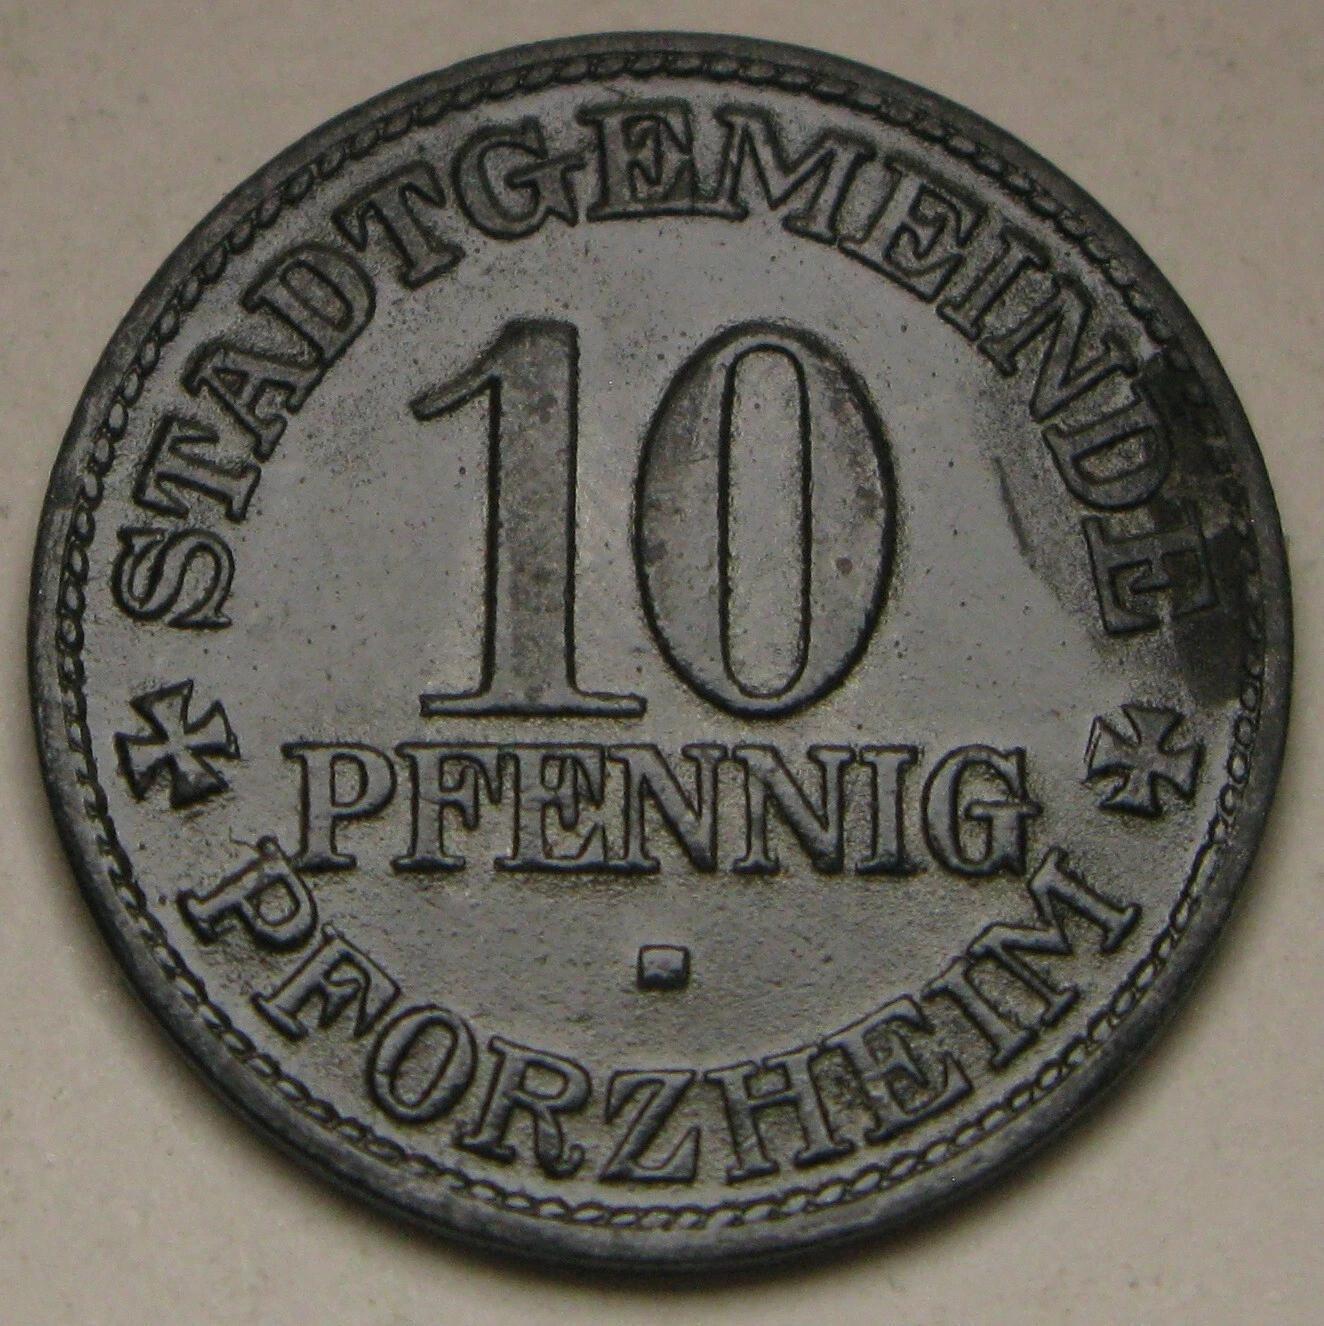 STADTGEMEINDE
10
PFENNIG
PFORZHEIM